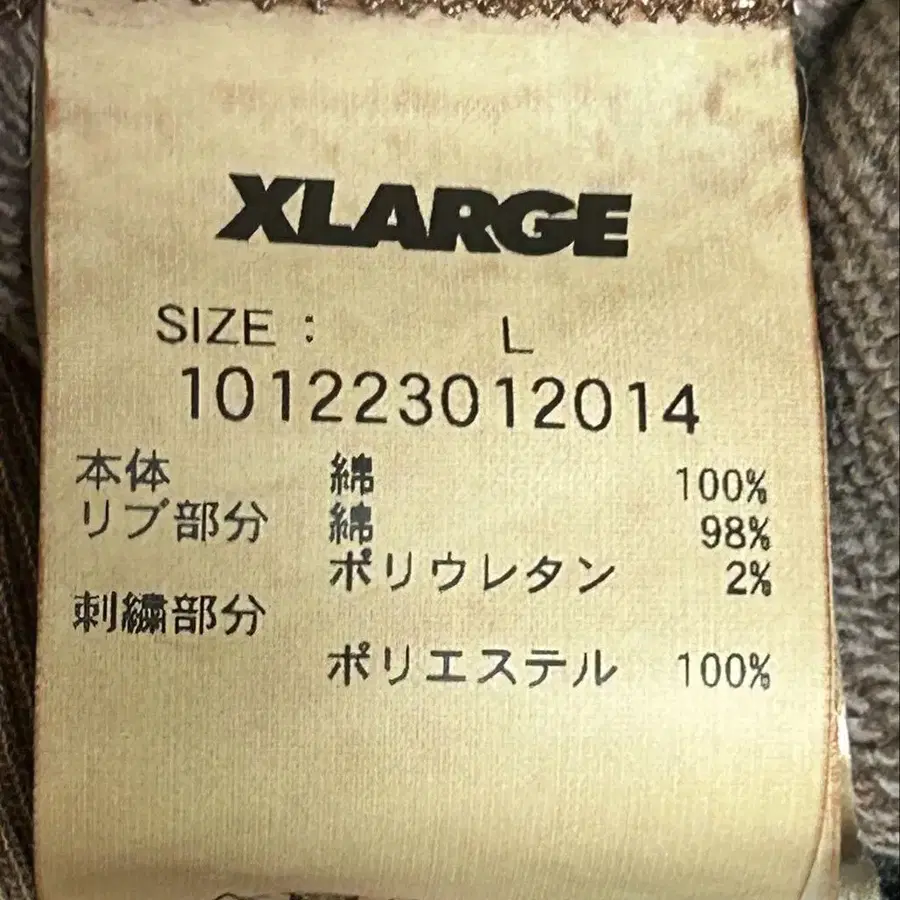 XLARGE
SIZE : L
101223012014
本体 綿 100%
リブ部分 綿 98%
ポリウレタン 2%
刺繍部分
ポリエステル 100%